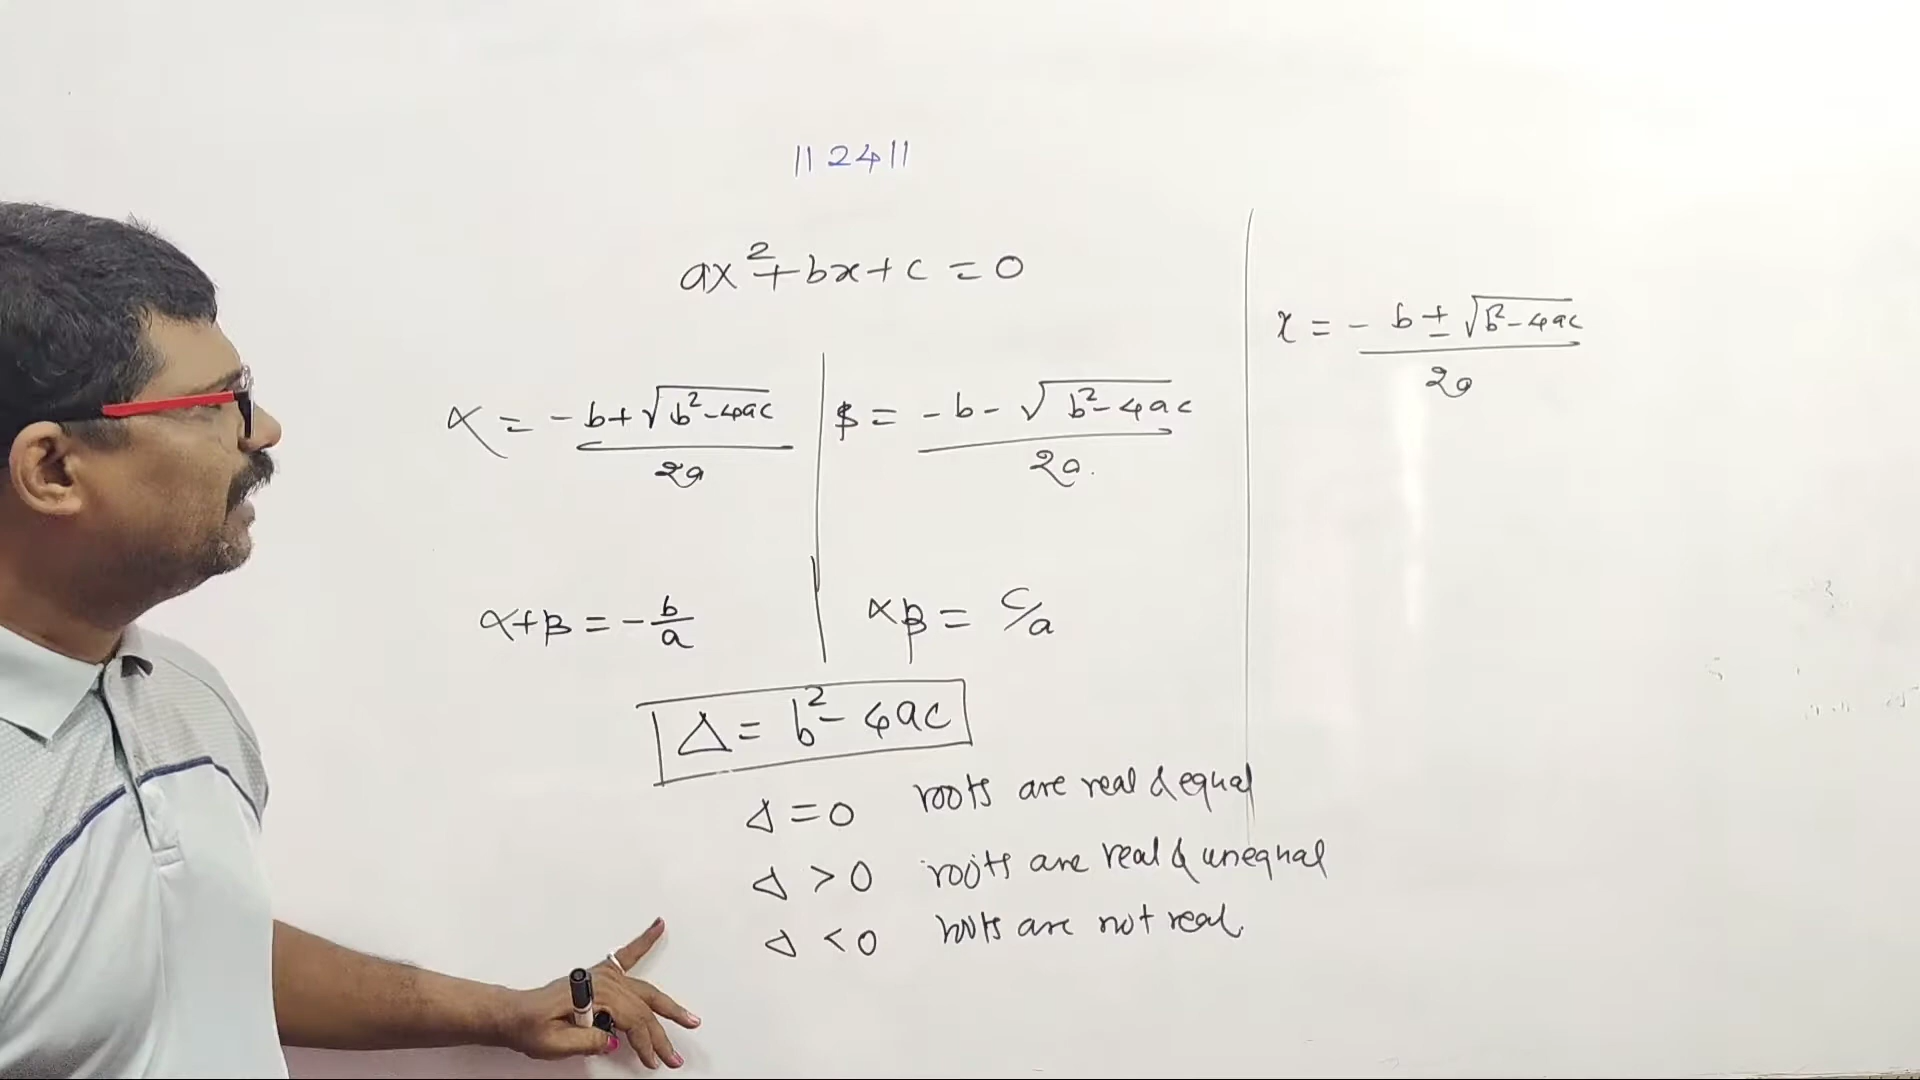 || 24 ||
ax²+bx+c = 0
α = -b+√b²-4ac / 2a
β = -b-√b²-4ac / 2a.
x = -b±√b²-4ac / 2a
α+β = -b/a
αβ = c/a
Δ = b²-4ac
Δ = 0 roots are real & equal
Δ > 0 roots are real & unequal
Δ < 0 roots are not real.